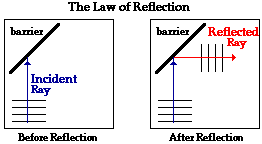 The Law of Reflection
barrier
Incident
Ray
Before Reflection
barrier
Reflected
Ray
After Reflection